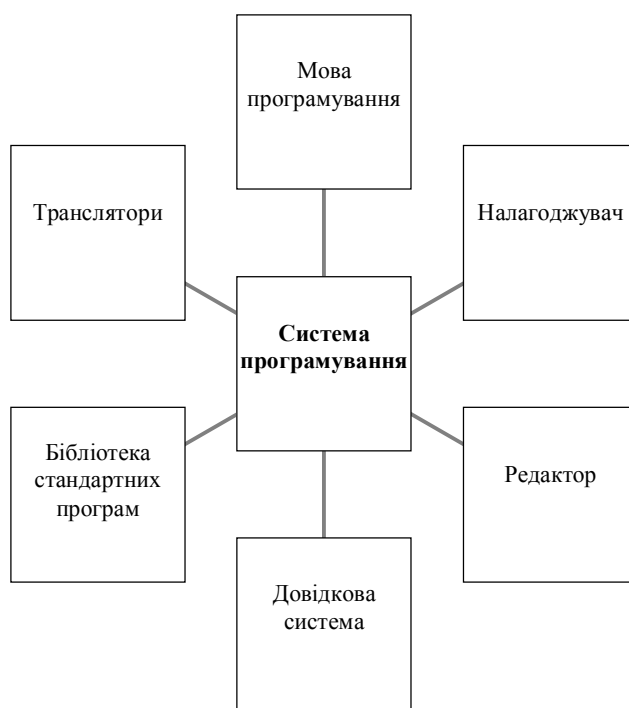 Мова
програмування
Транслятори
Налагоджувач
Система
програмування
Бібліотека
стандартних
програм
Редактор
Довідкова
система